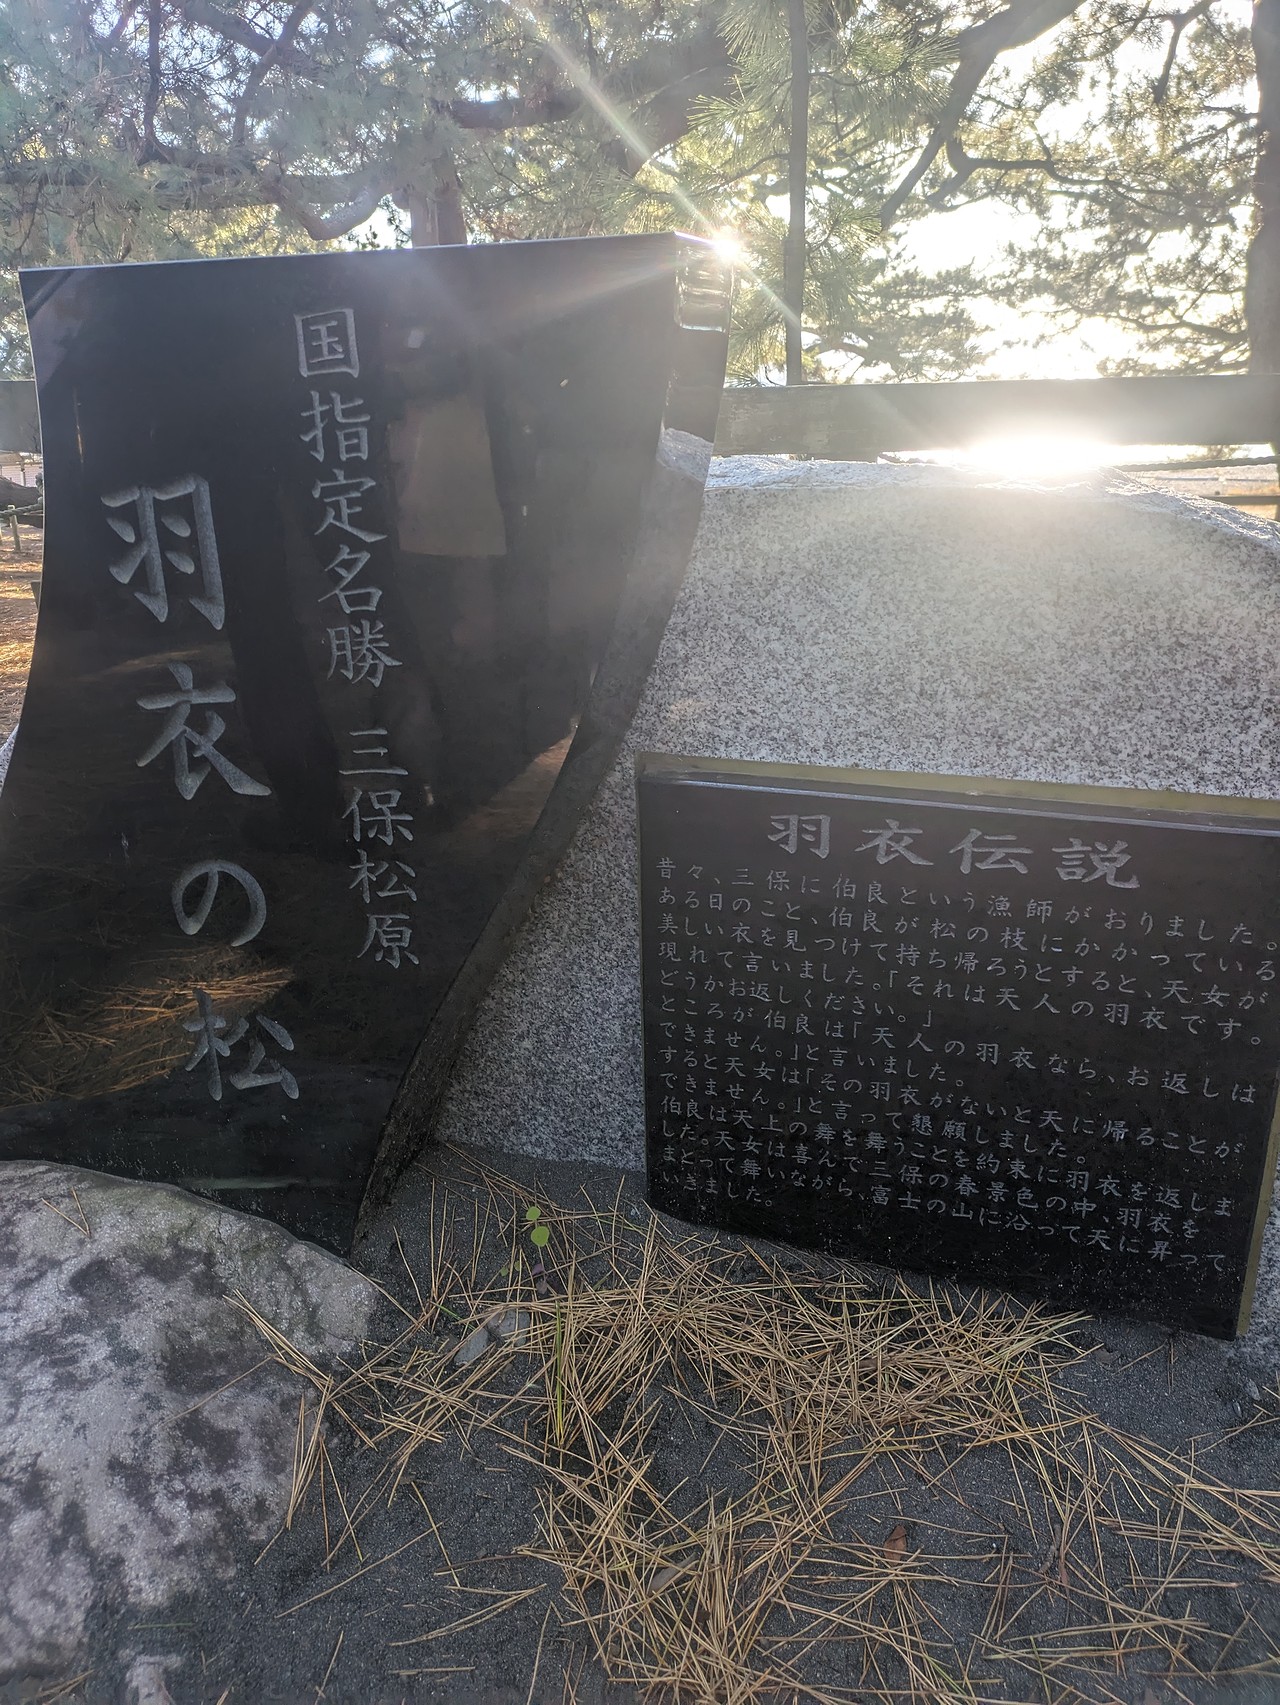 国指定名勝 三保松原
羽衣の松
羽衣伝説
昔々、三保に伯良という漁師がおりました。
ある日のこと、伯良が松の枝にかかっている
美しい衣を見つけて持ち帰ろうとすると、天女が
現れて言いました。「それは天人の羽衣です。
どうかお返しください。」
ところが伯良は「天人の羽衣なら、お返しは
できません。」と言いました。
すると天女は「その羽衣がないと天に帰ることが
できません。」と言って懇願しました。
伯良は天上の舞を舞うことを約束に羽衣を返しま
した。天女は喜んで三保の春景色の中、羽衣を
まとって舞いながら、富士山に沿って天に昇って
いきました。